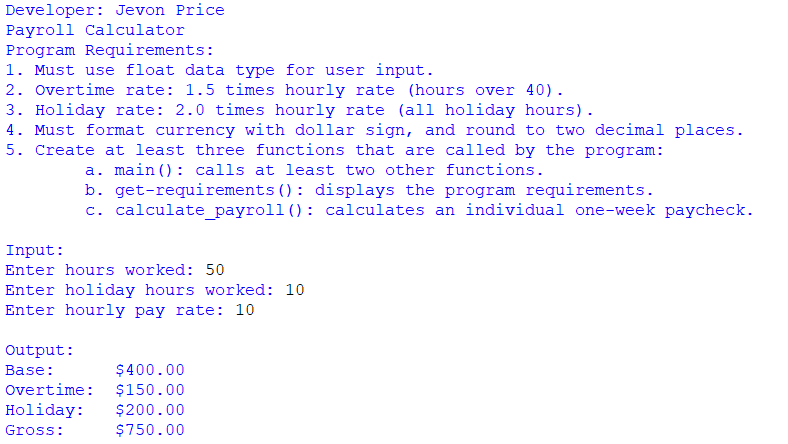 Developer: Jevon Price
Payroll Calculator
Program Requirements:
1. Must use float data type for user input.
2. Overtime rate: 1.5 times hourly rate (hours over 40).
3. Holiday rate: 2.0 times hourly rate (all holiday hours).
4. Must format currency with dollar sign, and round to two decimal places.
5. Create at least three functions that are called by the program:
a. main(): calls at least two other functions.
b. get-requirements(): displays the program requirements.
c. calculate_payroll(): calculates an individual one-week paycheck.
Input:
Enter hours worked: 50
Enter holiday hours worked: 10
Enter hourly pay rate: 10
Output:
Base: $400.00
Overtime: $150.00
Holiday: $200.00
Gross: $750.00